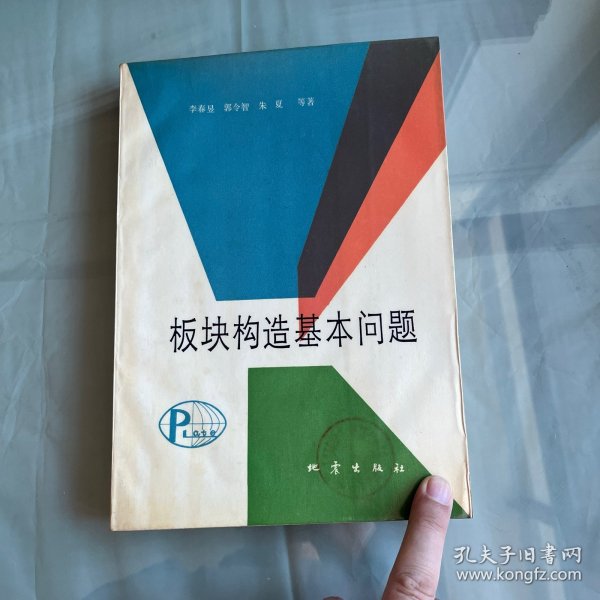 李春昱 郭令智 朱夏 等著
板块构造基本问题
PLATE
地震出版社
孔夫子旧书网
www.kongfz.com